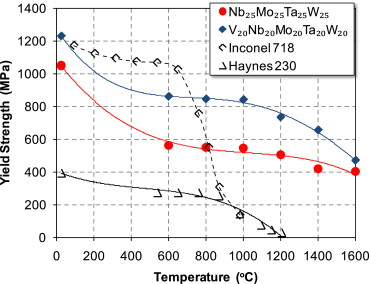 1400
1200
1000
800
600
400
200
0
Yield Strength (MPa)
Nb25Mo25Ta25W25
V20Nb20Mo20Ta20W20
Inconel 718
Haynes 230
0 200 400 600 800 1000 1200 1400 1600
Temperature (ºC)